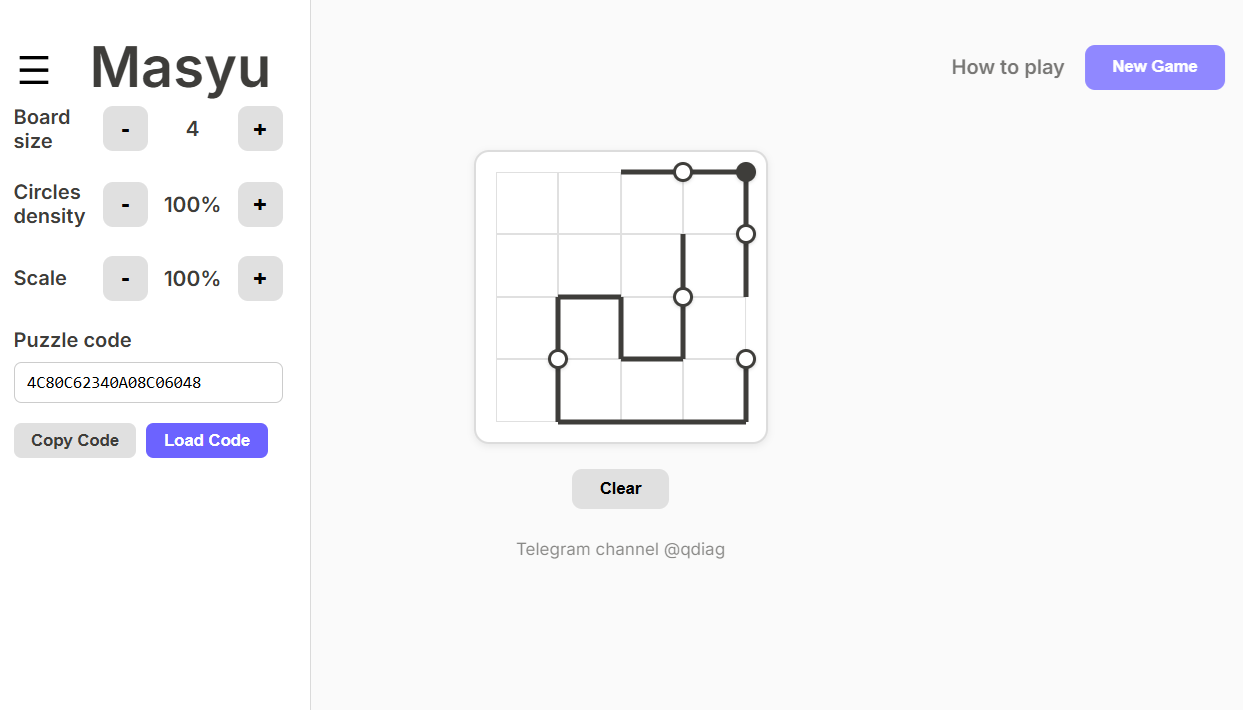 ☰ Masyu
How to play
New Game
Board
size
-
4
+
Circles
density
-
100%
+
Scale
-
100%
+
Puzzle code
4C80C62340A08C06048
Copy Code
Load Code
Clear
Telegram channel @qdiag